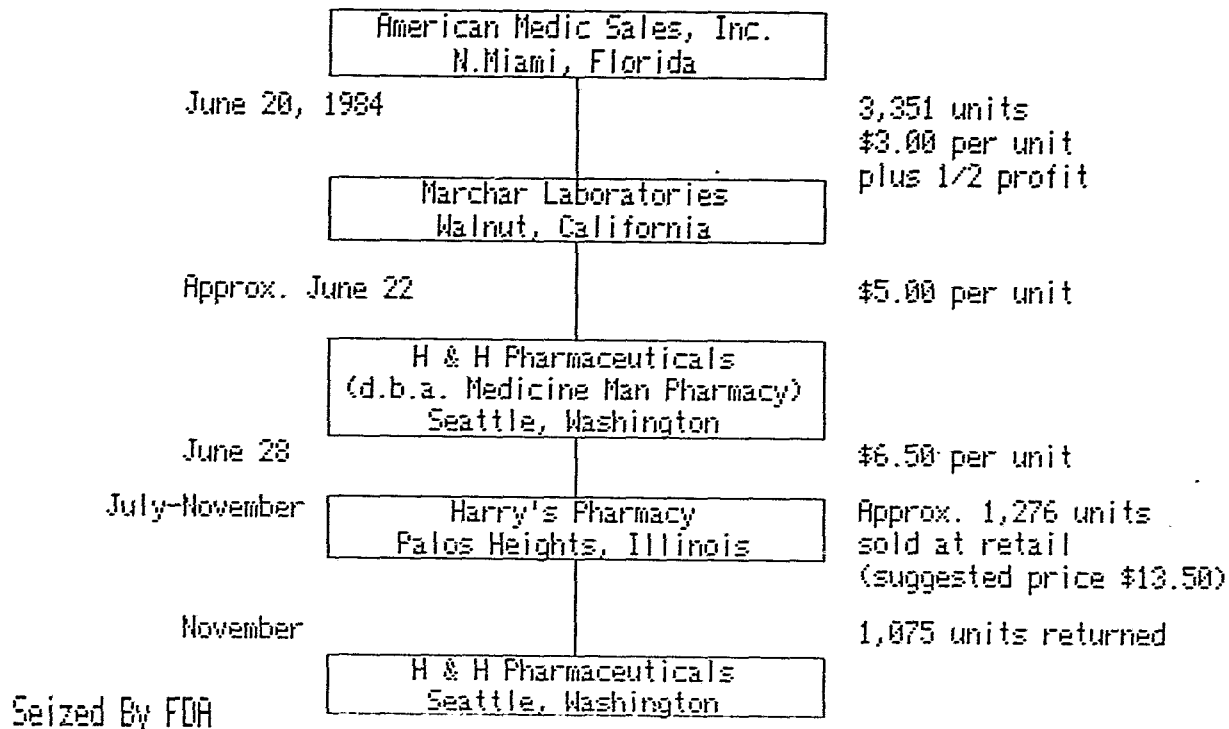 American Medic Sales, Inc.
N.Miami, Florida
June 20, 1984
3,351 units
$3.00 per unit
plus 1/2 profit
Marchar Laboratories
Walnut, California
Approx. June 22
$5.00 per unit
H & H Pharmaceuticals
(d.b.a. Medicine Man Pharmacy)
Seattle, Washington
June 28
$6.50 per unit
July-November
Harry's Pharmacy
Palos Heights, Illinois
Approx. 1,276 units
sold at retail
(suggested price $13.50)
November
1,075 units returned
H & H Pharmaceuticals
Seattle, Washington
Seized By FDA